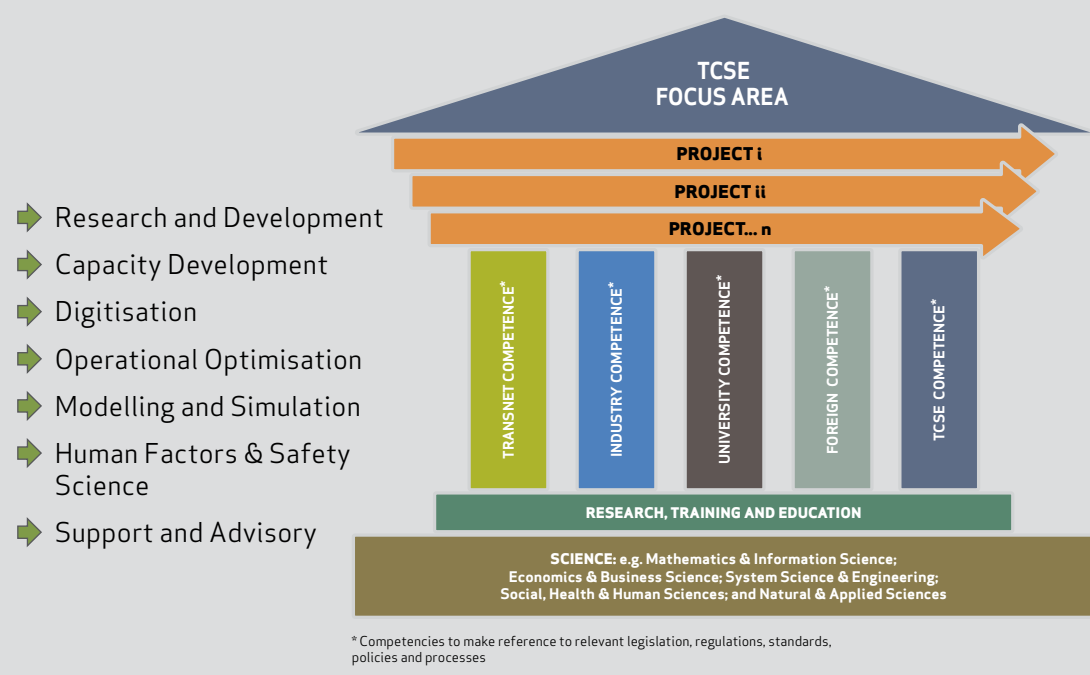 TCSE
FOCUS AREA
PROJECT i
PROJECT ii
PROJECT... n
Research and Development
Capacity Development
Digitisation
Operational Optimisation
Modelling and Simulation
Human Factors & Safety
Science
Support and Advisory
TRANSNET COMPETENCE*
INDUSTRY COMPETENCE*
UNIVERSITY COMPETENCE*
FOREIGN COMPETENCE*
TCSE COMPETENCE*
RESEARCH, TRAINING AND EDUCATION
SCIENCE: e.g. Mathematics & Information Science;
Economics & Business Science; System Science & Engineering;
Social, Health & Human Sciences; and Natural & Applied Sciences
* Competencies to make reference to relevant legislation, regulations, standards,
policies and processes